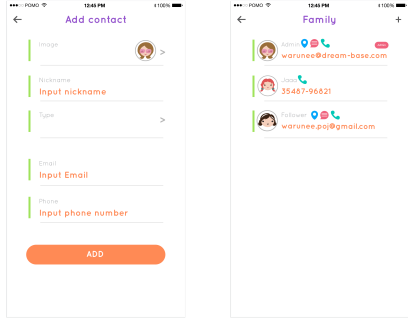 POMO 12:45 PM 100%
Add contact
Image
Nickname
Input nickname
Type
Email
Input Email
Phone
Input phone number
ADD
POMO 12:45 PM 100%
Family
+
Admin
warunee@dream-base.com
Jaaa
35487-96821
Follower
warunee.poj@gmail.com